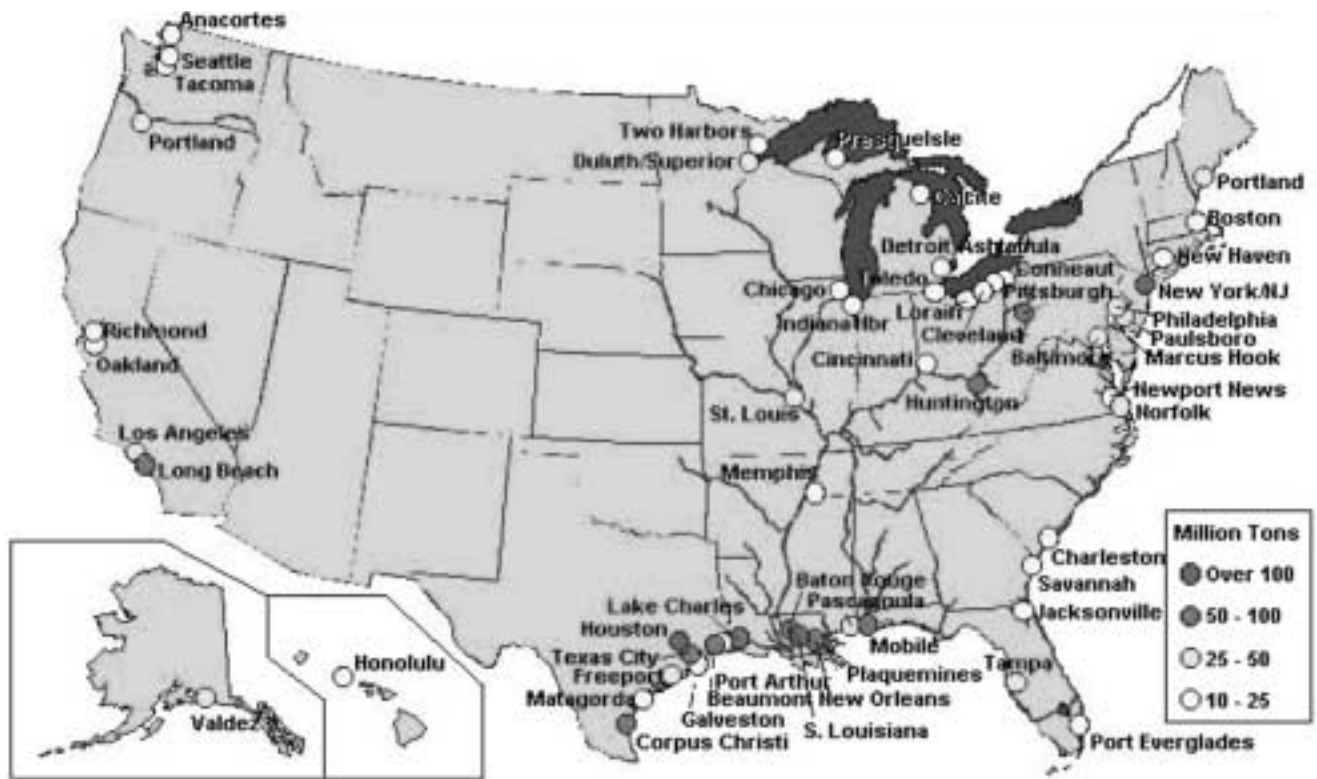 Anacortes
Seattle
Tacoma
Portland
Two Harbors
Duluth/Superior
PresqueIsle
Calcite
Portland
Boston
New Haven
New York/NJ
Detroit
Ashtabula
Conneaut
Toledo
Pittsburgh
Chicago
Lorain
Indiana Hbr
Cleveland
Philadelphia
Paulsboro
Marcus Hook
Baltimore
Cincinnati
Newport News
Norfolk
Huntington
St. Louis
Richmond
Oakland
Los Angeles
Long Beach
Memphis
Charleston
Savannah
Jacksonville
Baton Rouge
Pascagoula
Lake Charles
Houston
Mobile
Texas City
Freeport
Port Arthur
Plaquemines
Tampa
Matagorda
Beaumont
New Orleans
Galveston
S. Louisiana
Corpus Christi
Port Everglades
Honolulu
Valdez
Million Tons
Over 100
50 - 100
25 - 50
10 - 25